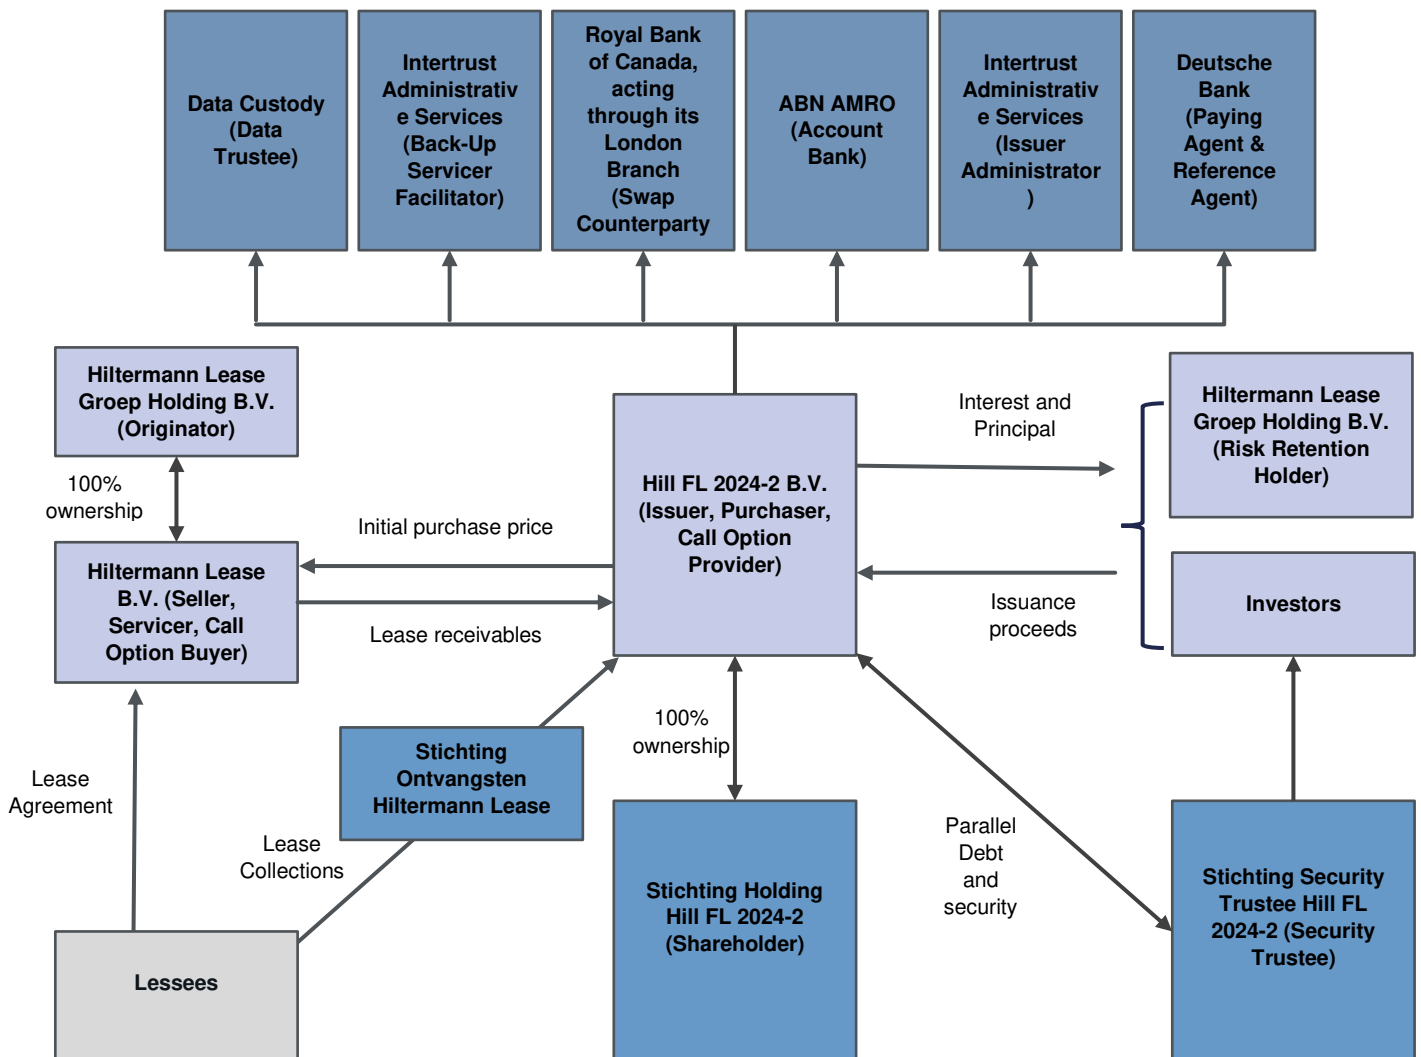 Data Custody
(Data
Trustee)
Intertrust
Administrativ
e Services
(Back-Up
Servicer
Facilitator)
Royal Bank
of Canada,
acting
through its
London
Branch
(Swap
Counterparty
ABN AMRO
(Account
Bank)
Intertrust
Administrativ
e Services
(Issuer
Administrator
)
Deutsche
Bank
(Paying
Agent &
Reference
Agent)
Hiltermann Lease
Groep Holding B.V.
(Originator)
100%
ownership
Hiltermann Lease
B.V. (Seller,
Servicer, Call
Option Buyer)
Initial purchase price
Lease receivables
Hill FL 2024-2 B.V.
(Issuer, Purchaser,
Call Option
Provider)
Interest and
Principal
Issuance
proceeds
Hiltermann Lease
Groep Holding B.V.
(Risk Retention
Holder)
Investors
Lease
Agreement
Stichting
Ontvangsten
Hiltermann Lease
Lease
Collections
100%
ownership
Parallel
Debt
and
security
Lessees
Stichting Holding
Hill FL 2024-2
(Shareholder)
Stichting Security
Trustee Hill FL
2024-2 (Security
Trustee)